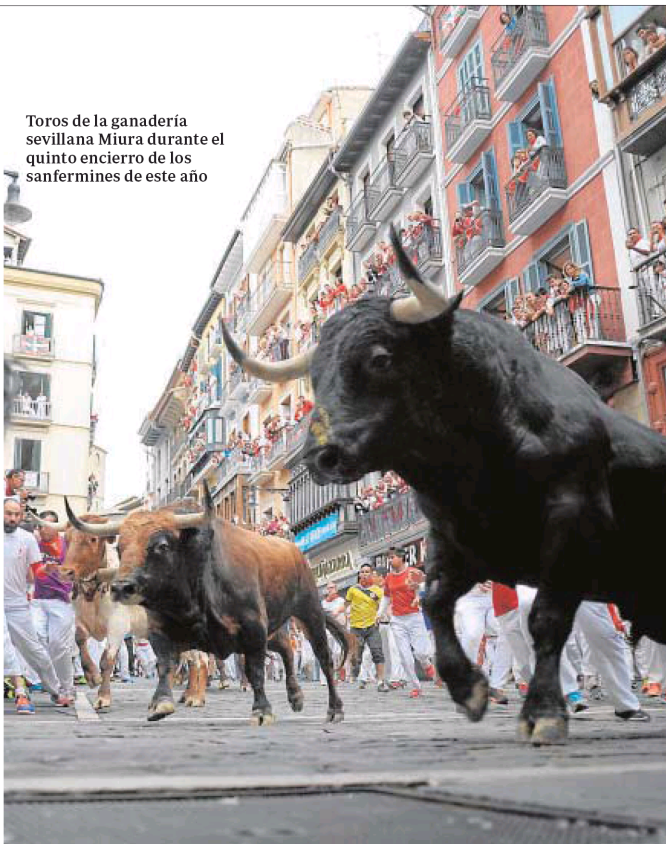 Toros de la ganadería
sevillana Miura durante el
quinto encierro de los
sanfermines de este año